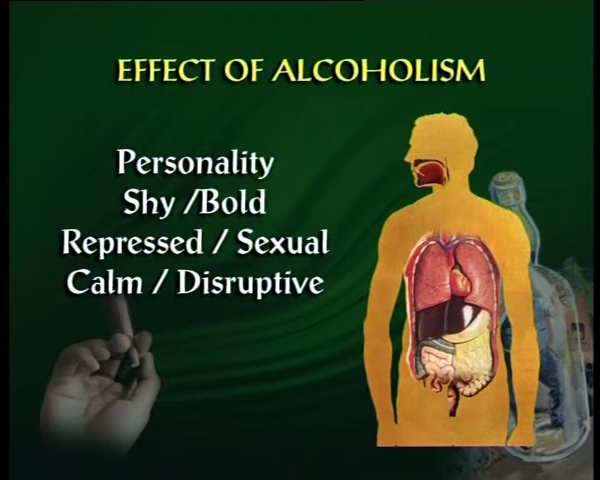 EFFECT OF ALCOHOLISM
Personality
Shy /Bold
Repressed / Sexual
Calm / Disruptive